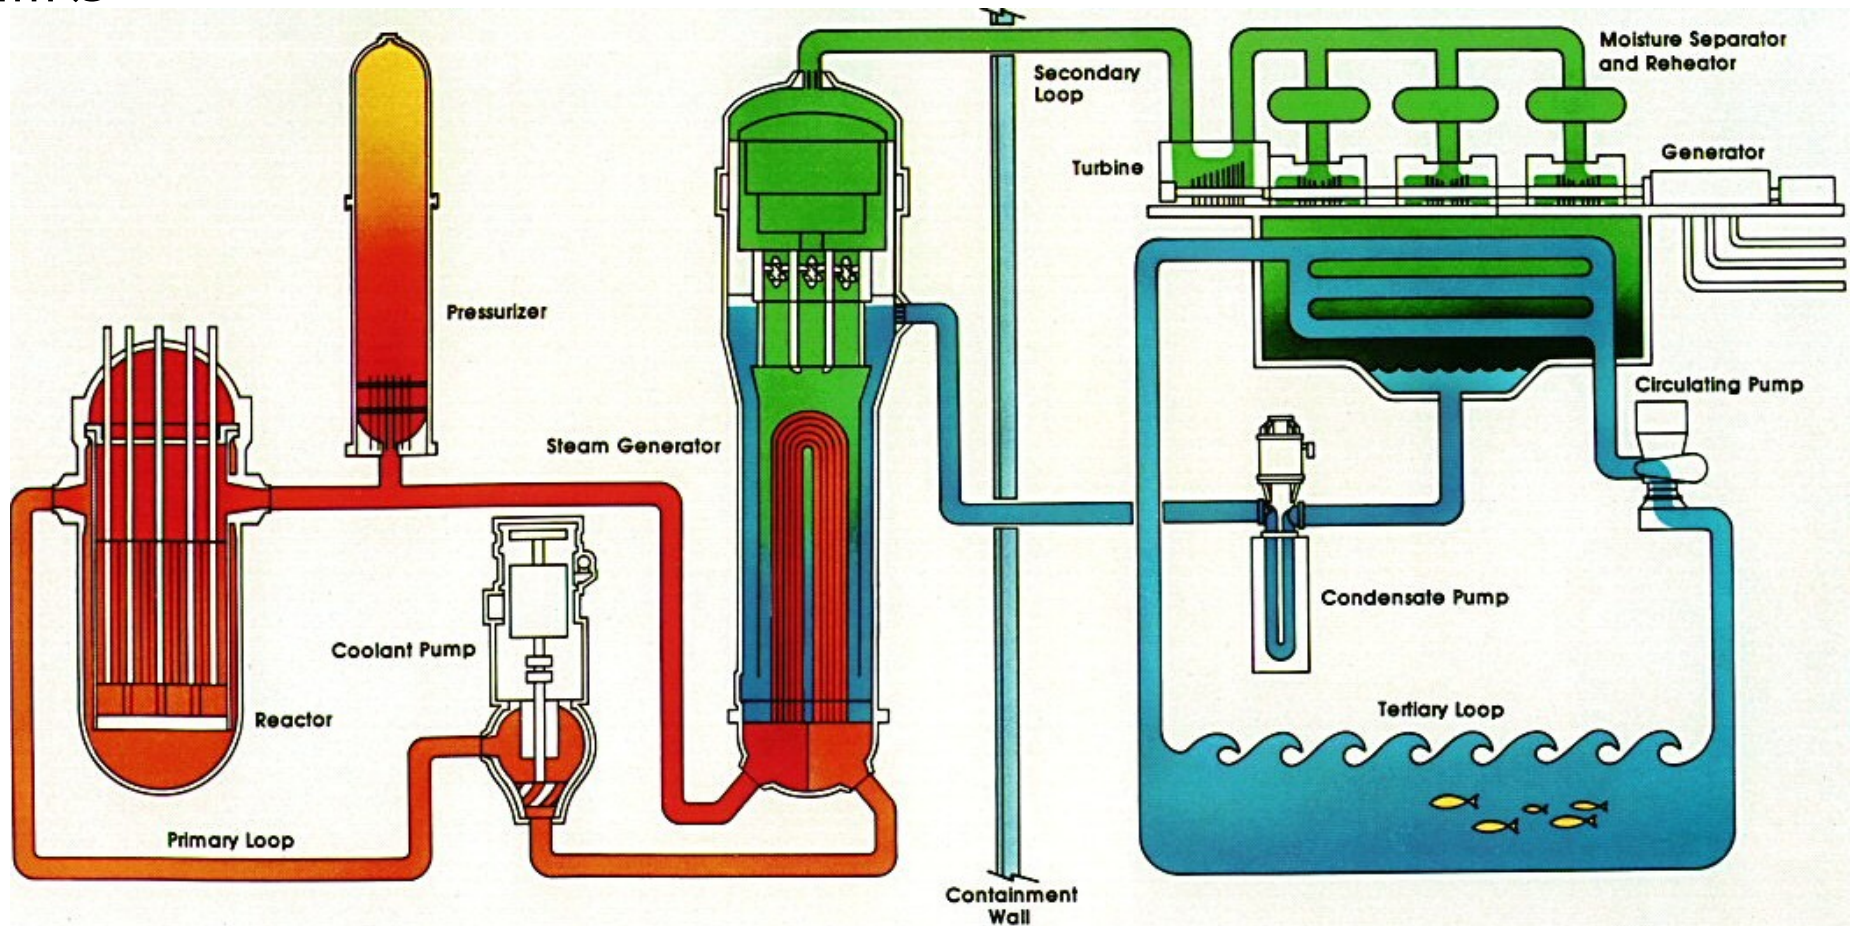 Moisture Separator
and Reheator
Secondary
Loop
Generator
Turbine
Pressurizer
Circulating Pump
Steam Generator
Condensate Pump
Coolant Pump
Tertiary Loop
Reactor
Primary Loop
Containment
Wall